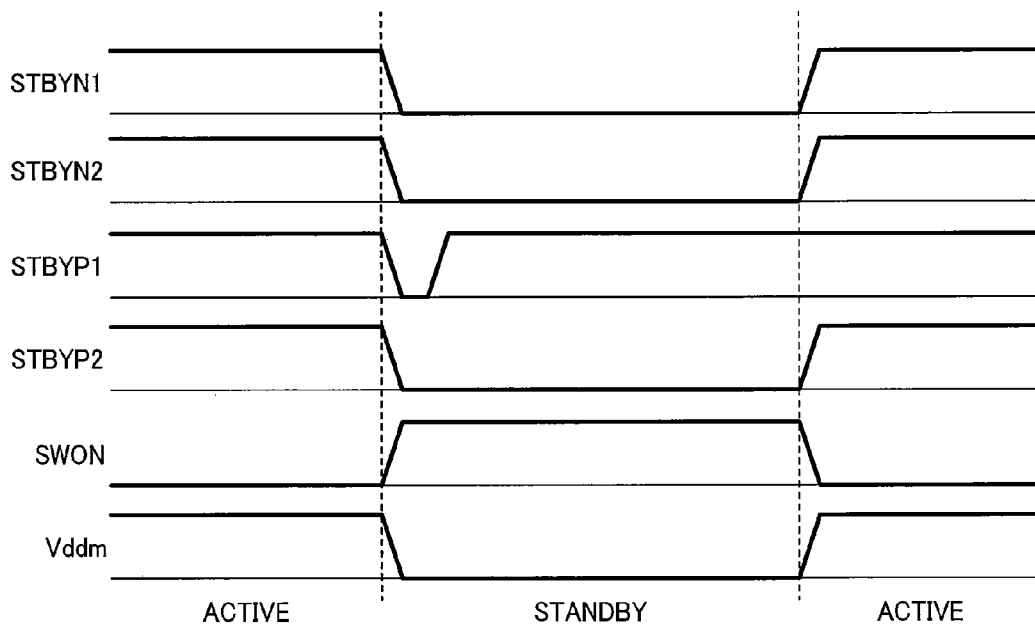 STBYN1
STBYN2
STBYP1
STBYP2
SWON
Vddm
ACTIVE STANDBY ACTIVE